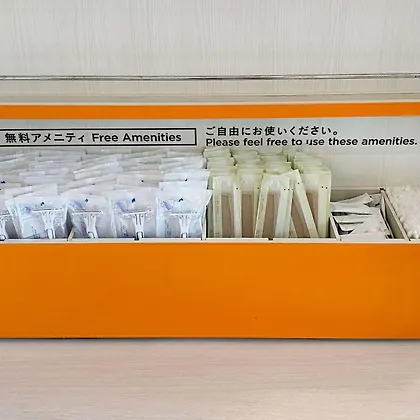 無料アメニティ Free Amenities
ご自由にお使いください。
Please feel free to use these amenities.